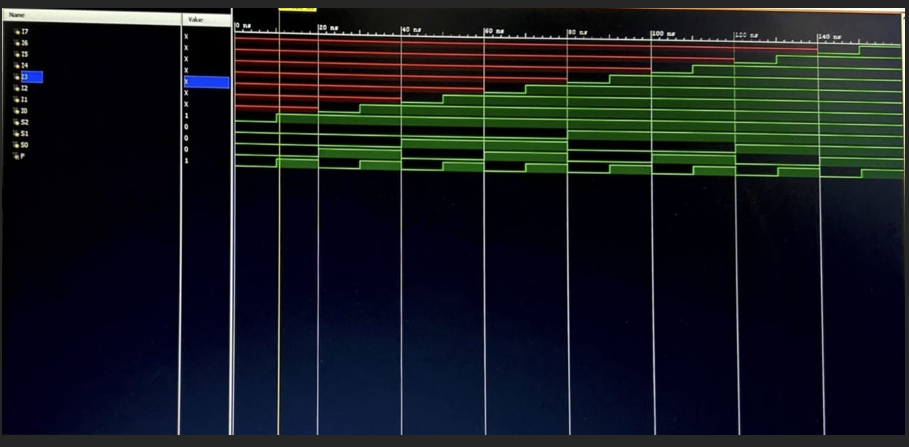 Name Value
0 ns 20 ns 40 ns 60 ns 80 ns 100 ns 120 ns 140 ns
I7 X
I6 X
I5 X
I4 X
I3 X
I2 X
I1 X
I0 1
S2 0
S1 0
S0 0
P 1